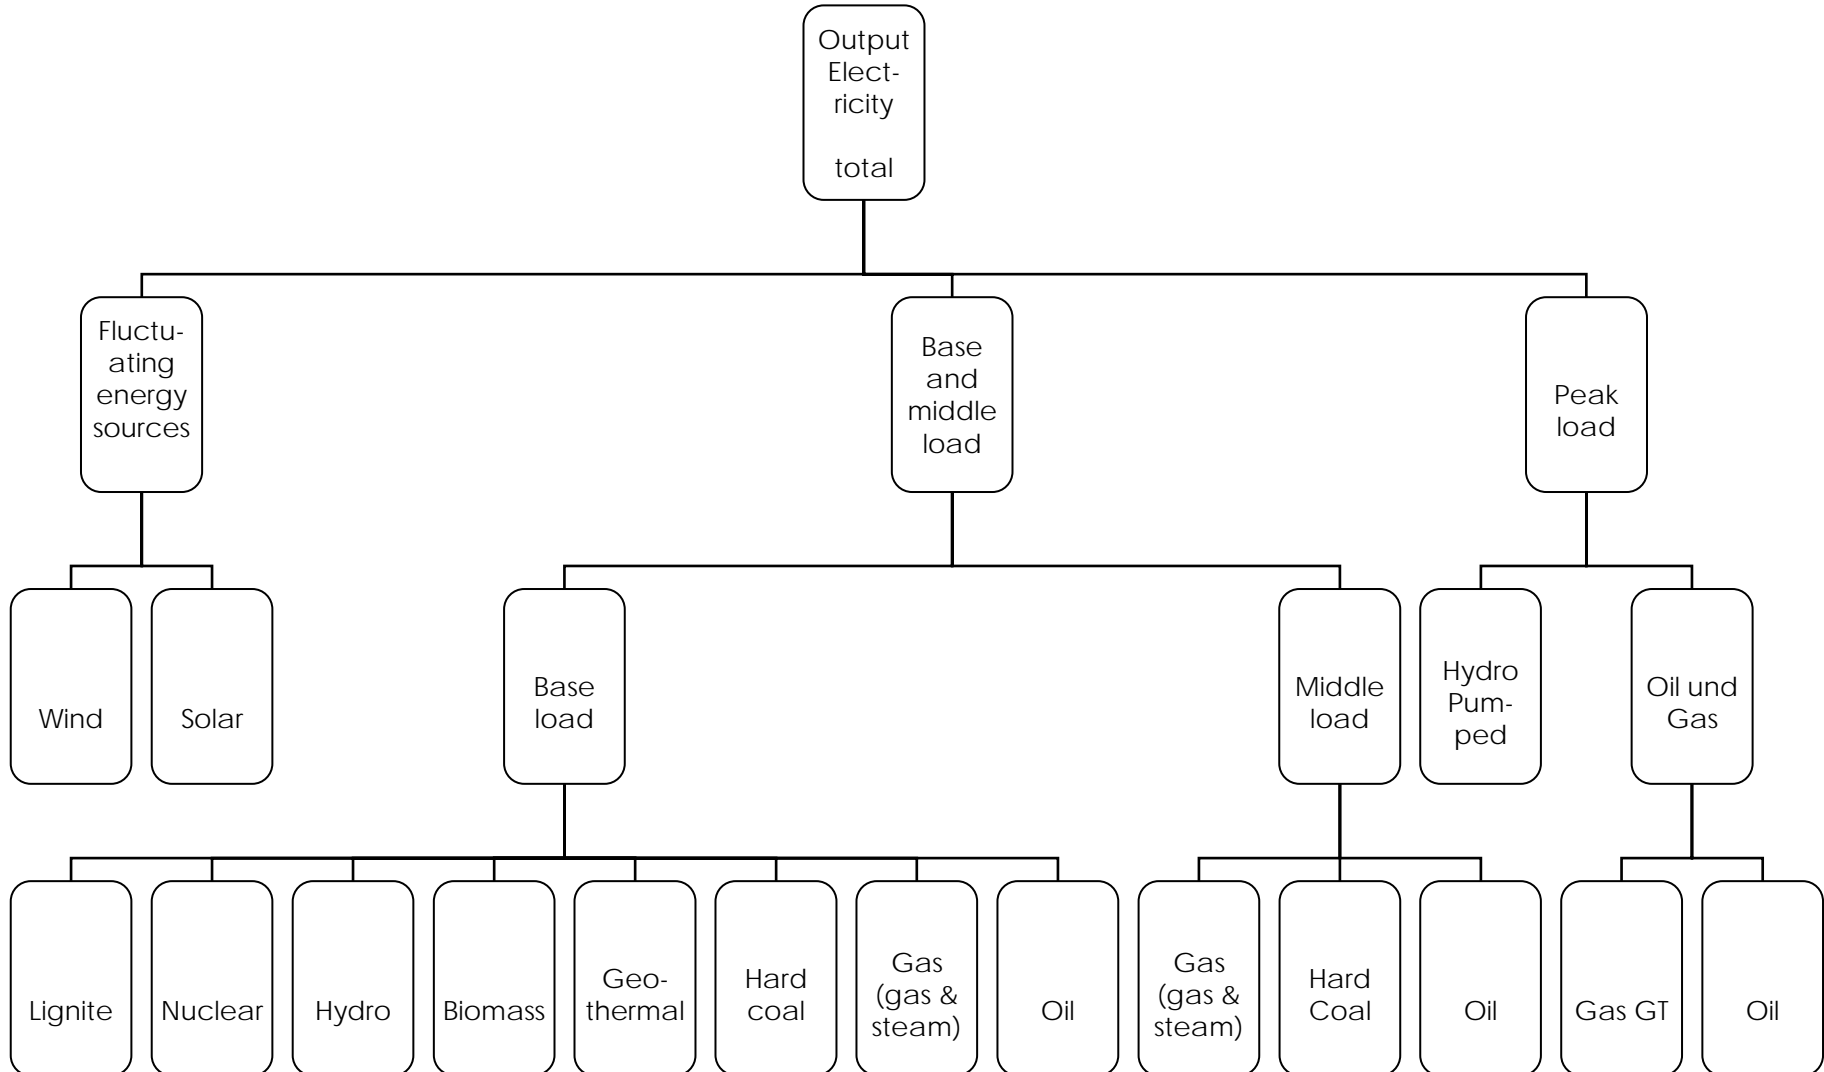 Output
Elect-
ricity
total
Fluctu-
ating
energy
sources
Base
and
middle
load
Peak
load
Wind
Solar
Base
load
Middle
load
Hydro
Pum-
ped
Oil und
Gas
Lignite
Nuclear
Hydro
Biomass
Geo-
thermal
Hard
coal
Gas
(gas &
steam)
Oil
Gas
(gas &
steam)
Hard
Coal
Oil
Gas GT
Oil